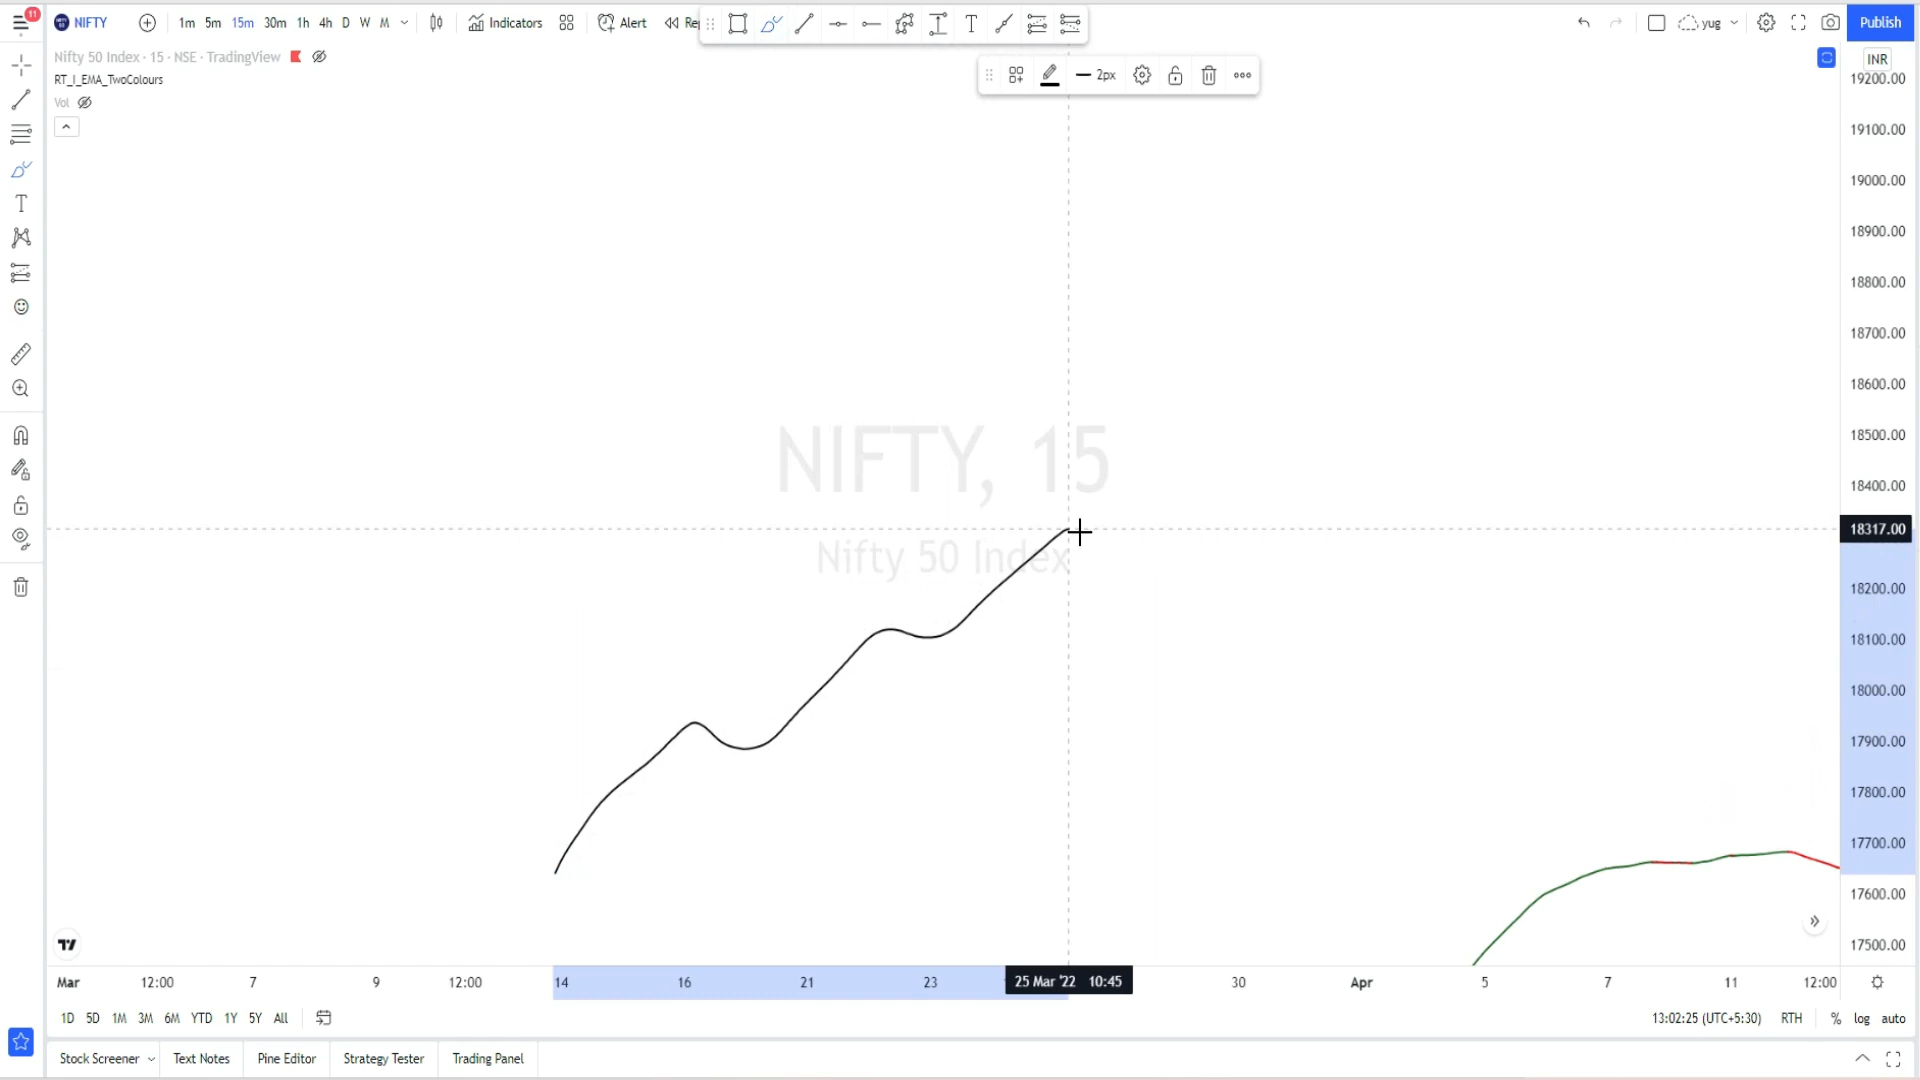 11
NIFTY
1m 5m 15m 30m 1h 4h D W M
Indicators
Alert
Re
yug
Publish
Nifty 50 Index · 15 · NSE · TradingView
RT_I_EMA_TwoColours
Vol
2px
INR
19200.00
19100.00
19000.00
18900.00
18800.00
18700.00
18600.00
18500.00
18400.00
18317.00
18200.00
18100.00
18000.00
17900.00
17800.00
17700.00
17600.00
17500.00
NIFTY, 15
Nifty 50 Index
Mar 12:00 7 9 12:00 14 16 21 23 25 Mar '22 10:45 30 Apr 5 7 11 12:00
1D 5D 1M 3M 6M YTD 1Y 5Y All
13:02:25 (UTC+5:30) RTH % log auto
Stock Screener Text Notes Pine Editor Strategy Tester Trading Panel